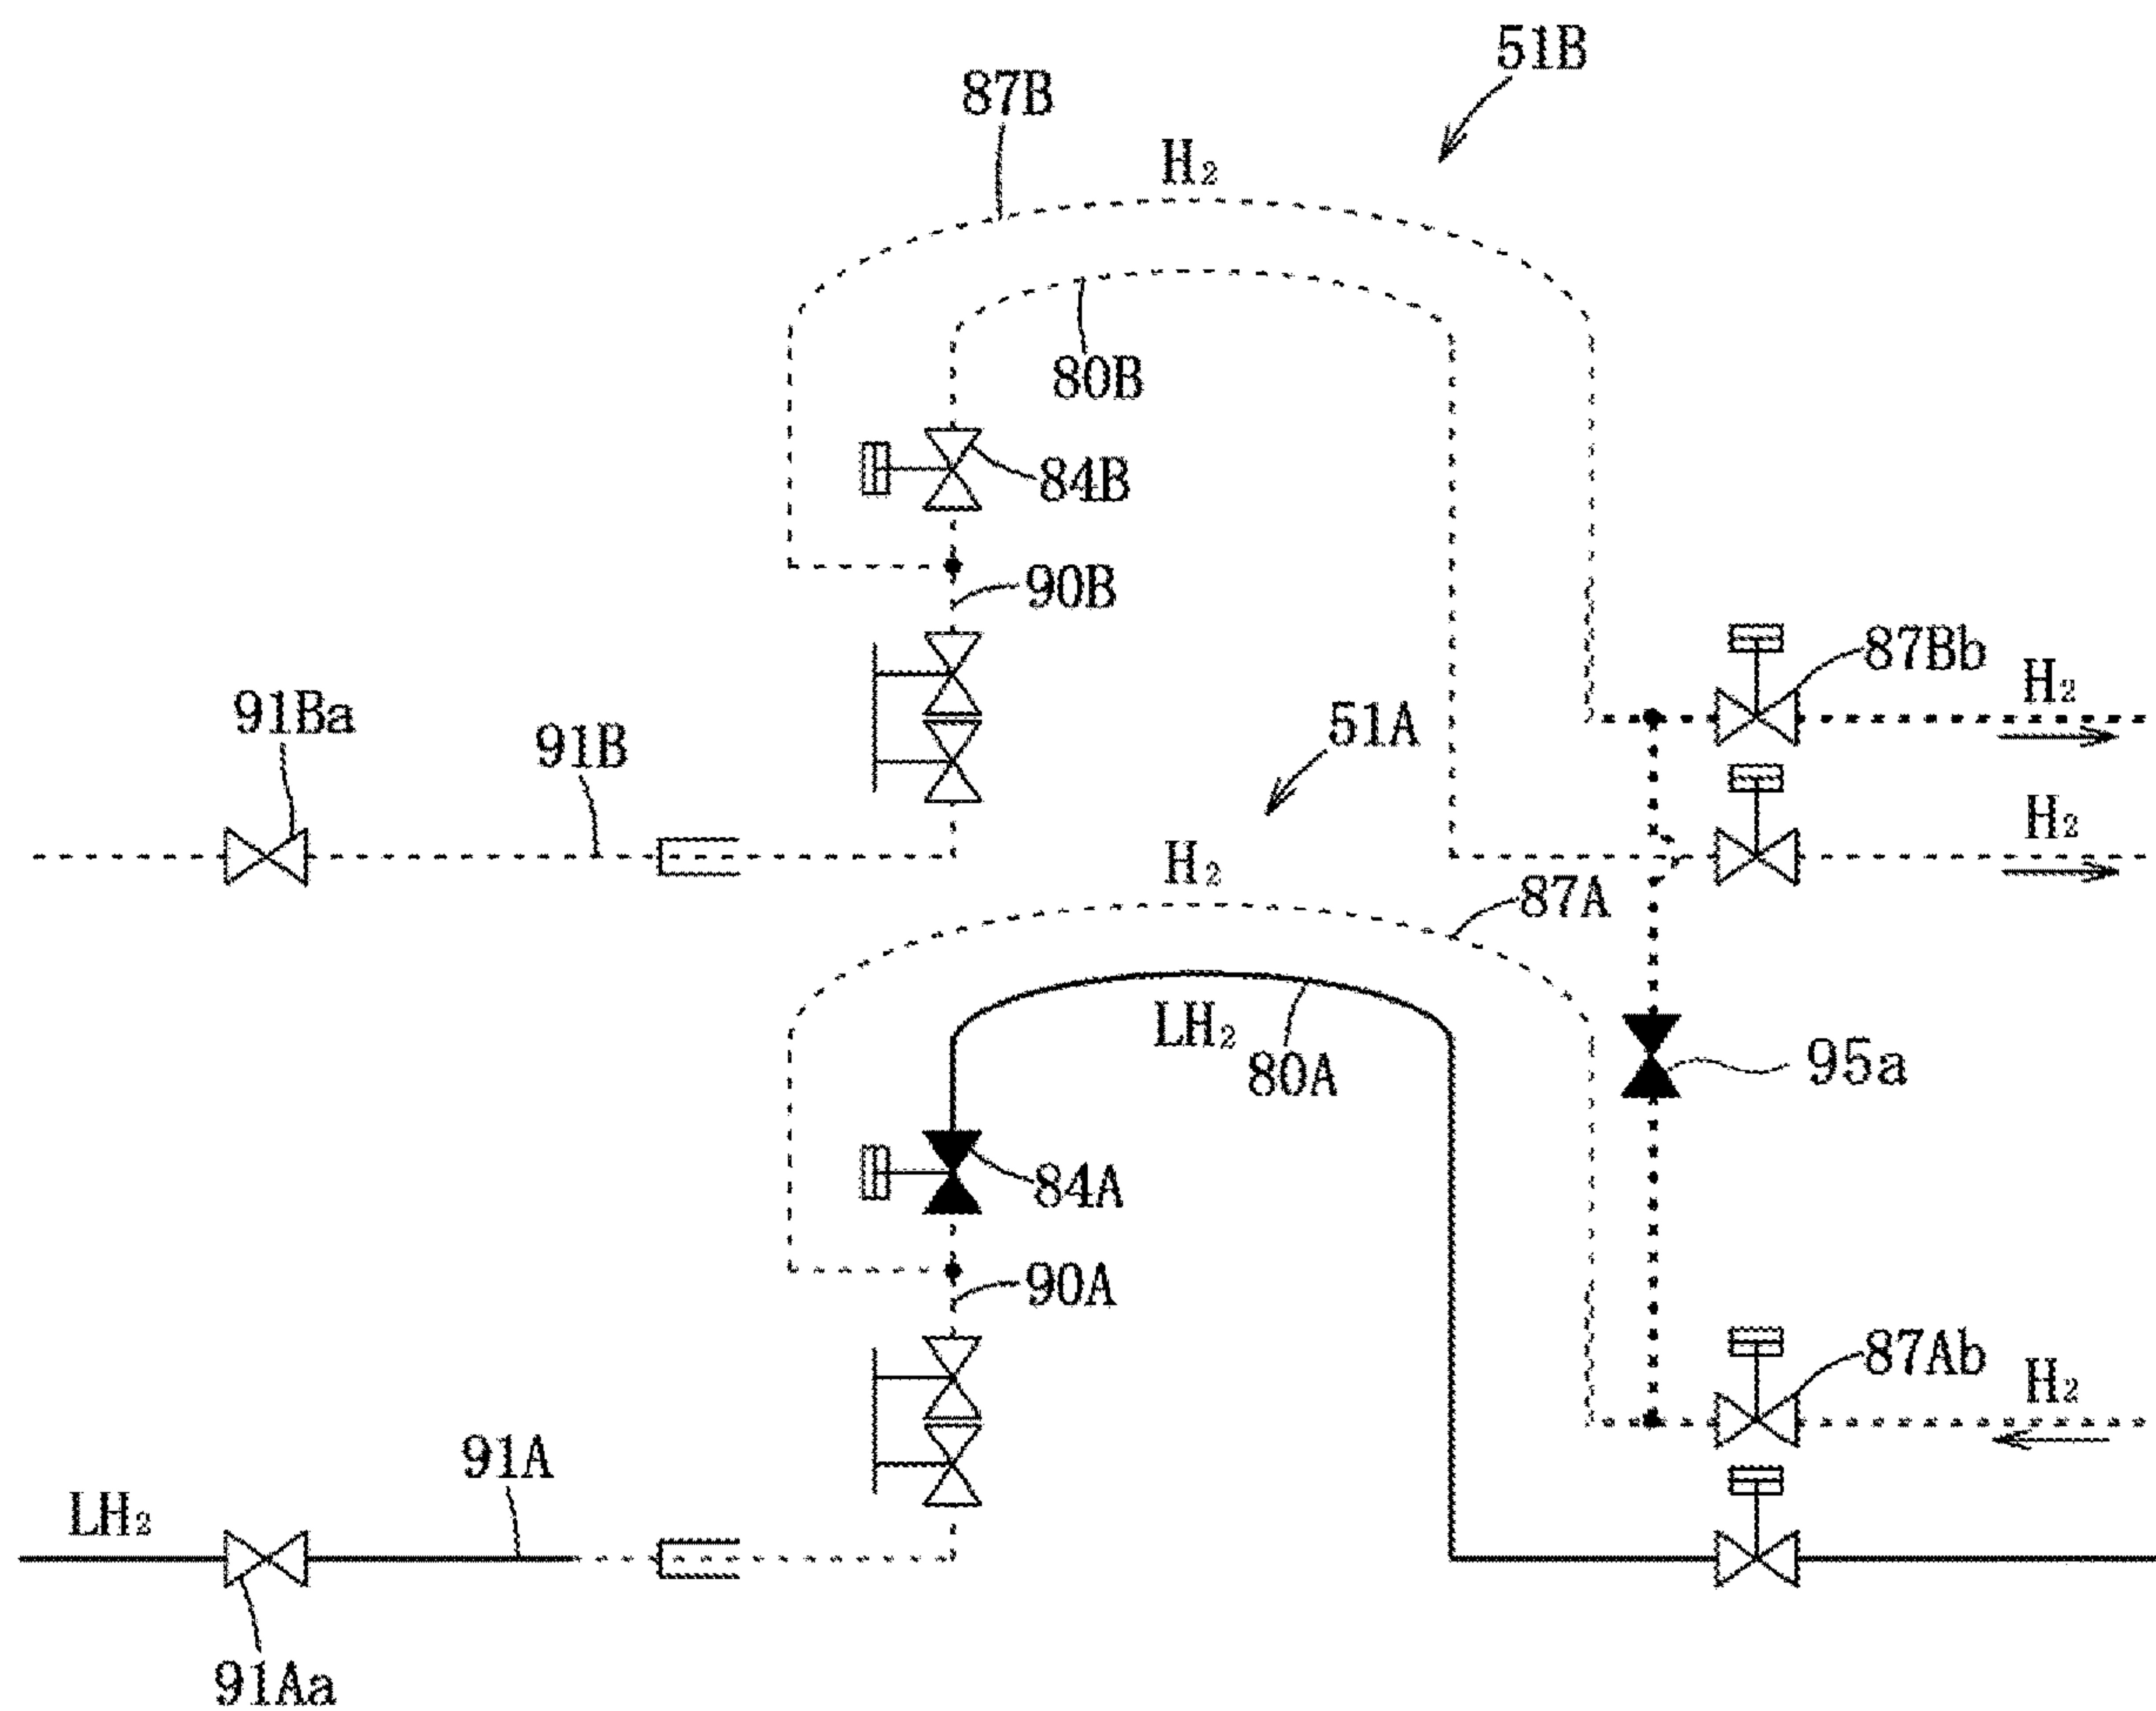 51B
87B
H₂
80B
84B
90B
87Bb
H₂
91Ba
91B
51A
H₂
H₂
87A
LH₂
80A
95a
84A
90A
87Ab
H₂
91A
LH₂
91Aa